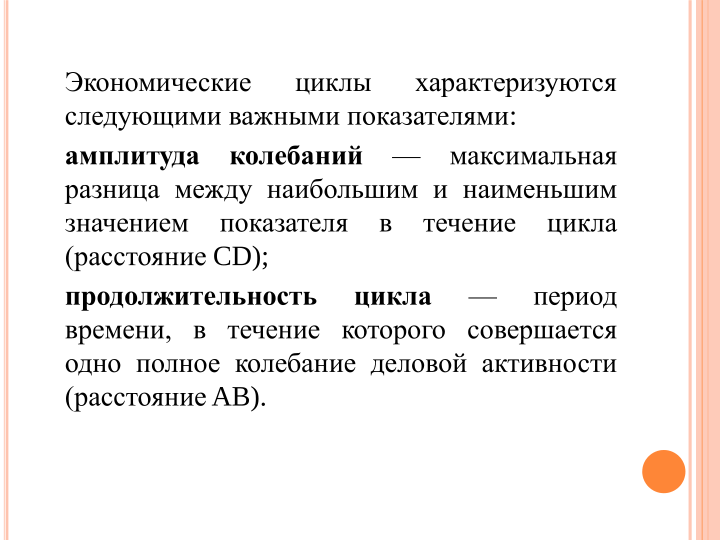 Экономические циклы характеризуются
следующими важными показателями:
амплитуда колебаний — максимальная
разница между наибольшим и наименьшим
значением показателя в течение цикла
(расстояние CD);
продолжительность цикла — период
времени, в течение которого совершается
одно полное колебание деловой активности
(расстояние АВ).